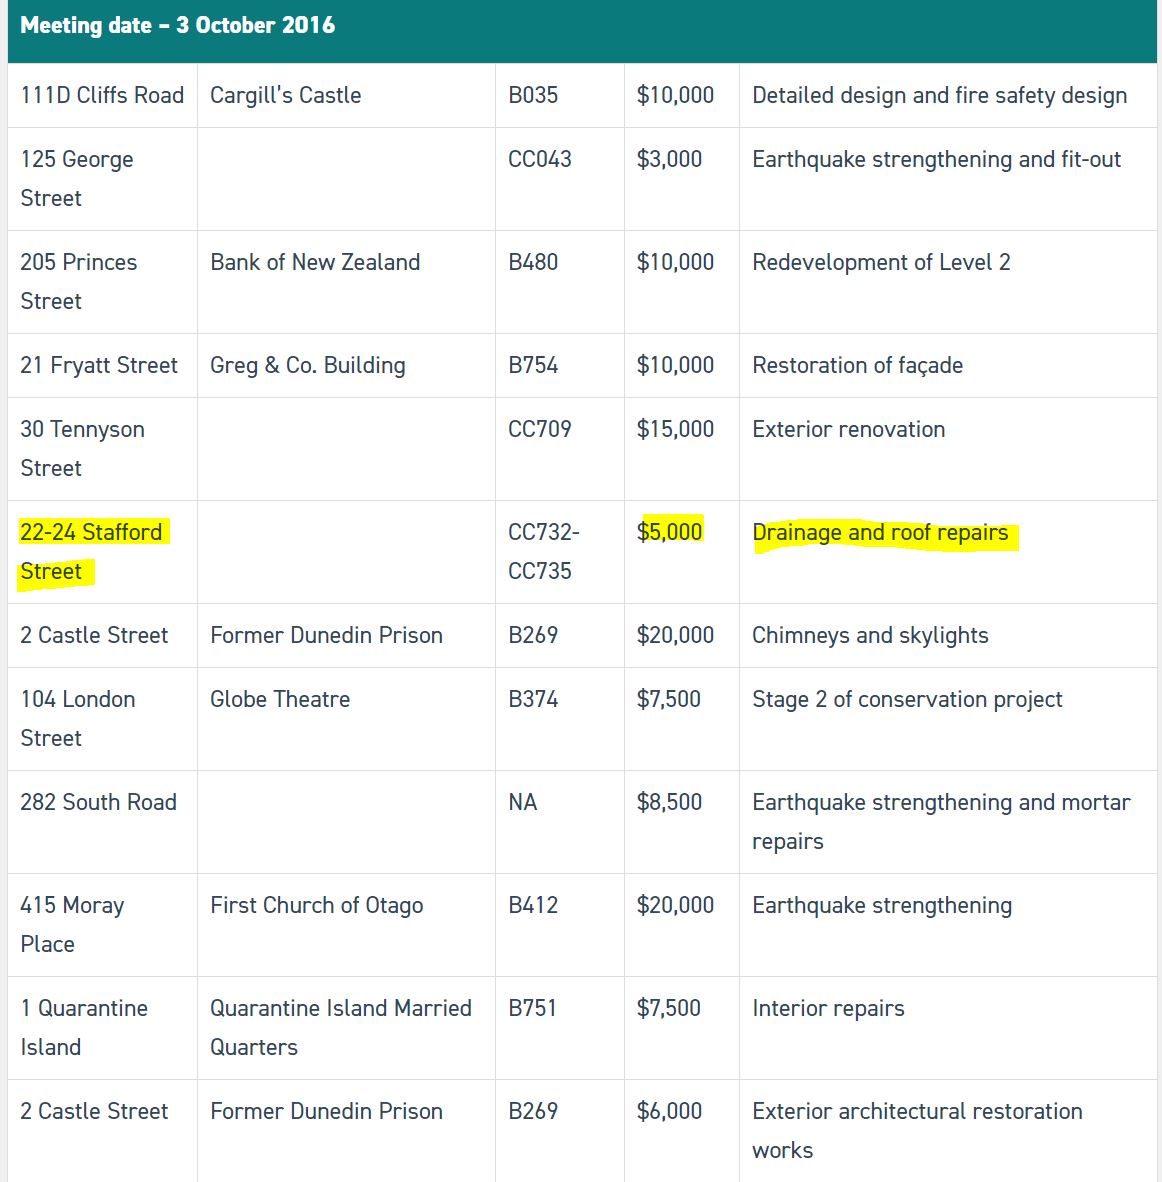 Meeting date – 3 October 2016
111D Cliffs Road Cargill’s Castle B035 $10,000 Detailed design and fire safety design
125 George CC043 $3,000 Earthquake strengthening and fit-out
Street
205 Princes Bank of New Zealand B480 $10,000 Redevelopment of Level 2
Street
21 Fryatt Street Greg & Co. Building B754 $10,000 Restoration of façade
30 Tennyson CC709 $15,000 Exterior renovation
Street
22-24 Stafford CC732- $5,000 Drainage and roof repairs
Street CC735
2 Castle Street Former Dunedin Prison B269 $20,000 Chimneys and skylights
104 London Globe Theatre B374 $7,500 Stage 2 of conservation project
Street
282 South Road NA $8,500 Earthquake strengthening and mortar
repairs
415 Moray First Church of Otago B412 $20,000 Earthquake strengthening
Place
1 Quarantine Quarantine Island Married B751 $7,500 Interior repairs
Island Quarters
2 Castle Street Former Dunedin Prison B269 $6,000 Exterior architectural restoration
works